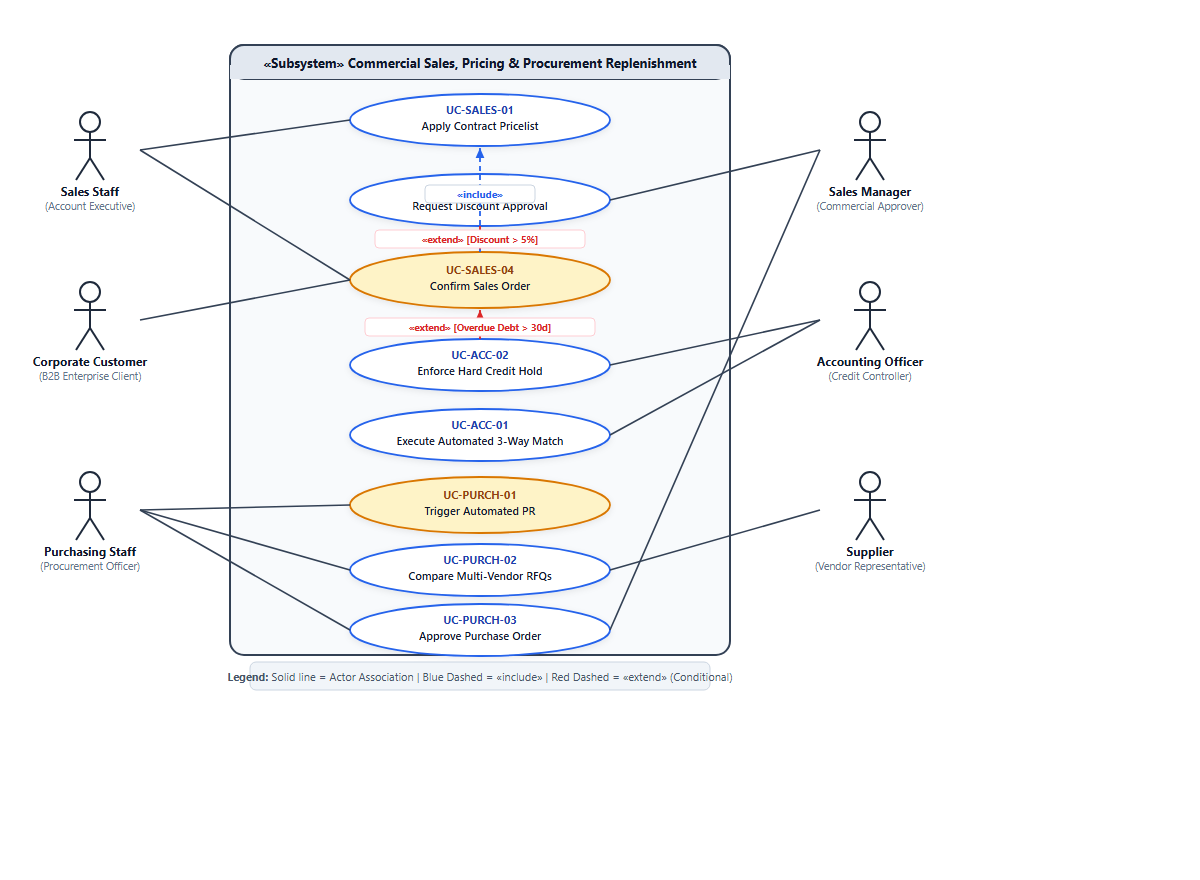 «Subsystem» Commercial Sales, Pricing & Procurement Replenishment
UC-SALES-01
Apply Contract Pricelist
«include»
Request Discount Approval
«extend» [Discount > 5%]
UC-SALES-04
Confirm Sales Order
«extend» [Overdue Debt > 30d]
UC-ACC-02
Enforce Hard Credit Hold
UC-ACC-01
Execute Automated 3-Way Match
UC-PURCH-01
Trigger Automated PR
UC-PURCH-02
Compare Multi-Vendor RFQs
UC-PURCH-03
Approve Purchase Order
Sales Staff
(Account Executive)
Corporate Customer
(B2B Enterprise Client)
Purchasing Staff
(Procurement Officer)
Sales Manager
(Commercial Approver)
Accounting Officer
(Credit Controller)
Supplier
(Vendor Representative)
Legend: Solid line = Actor Association | Blue Dashed = «include» | Red Dashed = «extend» (Conditional)